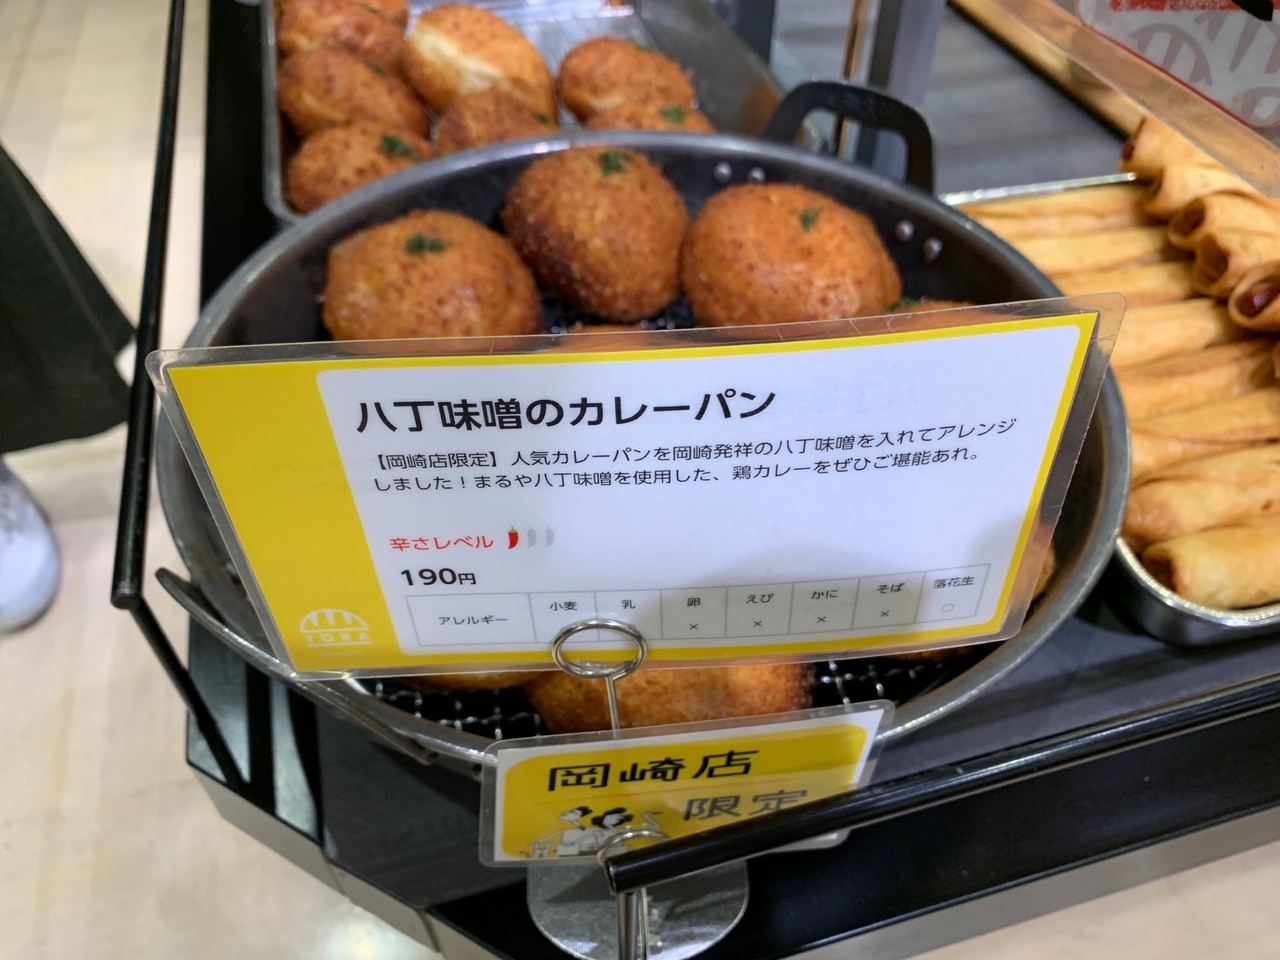 八丁味噌のカレーパン
【岡崎店限定】人気カレーパンを岡崎発祥の八丁味噌を入れてアレンジ
しました！まるや八丁味噌を使用した、鶏カレーをぜひご堪能あれ。
辛さレベル
190円
アレルギー 小麦 乳 卵 えび かに そば 落花生
× × × × ○
TORA
岡崎店
限定